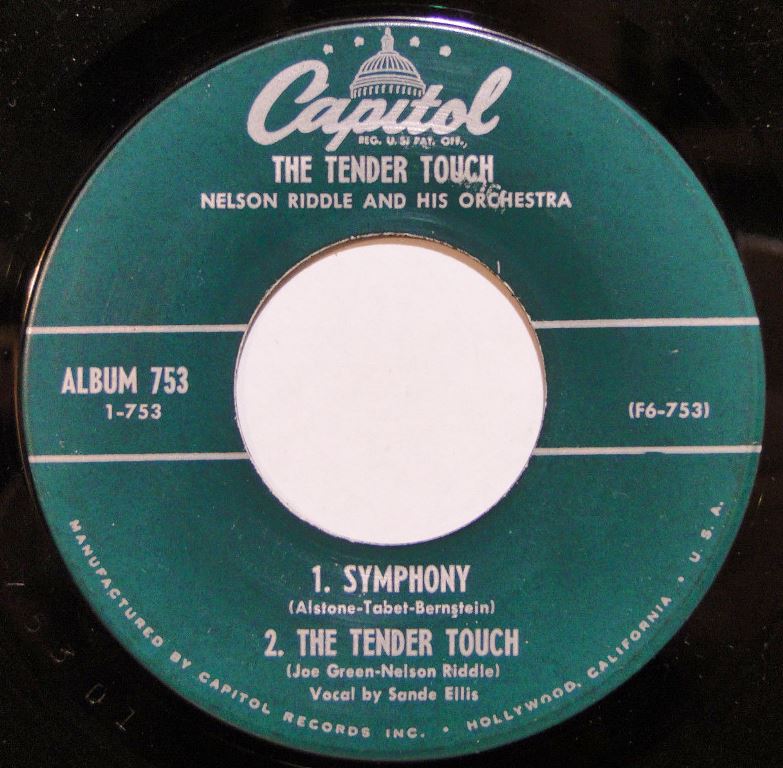 Capitol
REG. U.S. PAT. OFF.
THE TENDER TOUCH
NELSON RIDDLE AND HIS ORCHESTRA
ALBUM 753
1-753
(F6-753)
1. SYMPHONY
(Alstone-Tabet-Bernstein)
2. THE TENDER TOUCH
(Joe Green-Nelson Riddle)
Vocal by Sande Ellis
MANUFACTURED BY CAPITOL RECORDS INC. • HOLLYWOOD, CALIFORNIA • U.S.A.